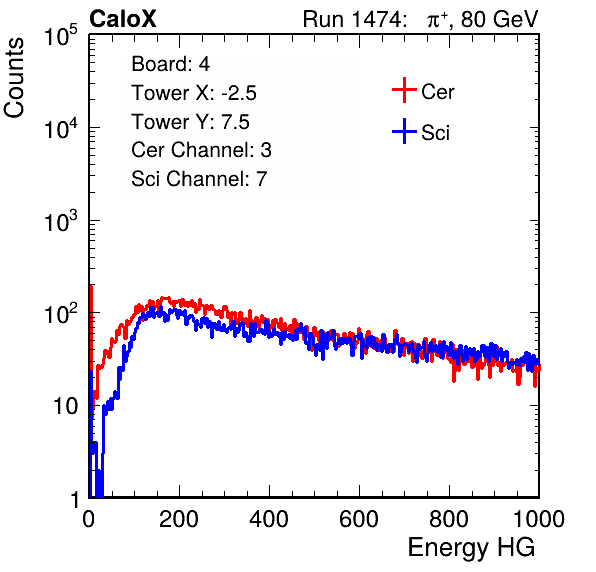 CaloX Run 1474: π⁺, 80 GeV
Counts
10⁵
10⁴
10³
10²
10
1
Board: 4
Tower X: -2.5
Tower Y: 7.5
Cer Channel: 3
Sci Channel: 7
Cer
Sci
0 200 400 600 800 1000
Energy HG